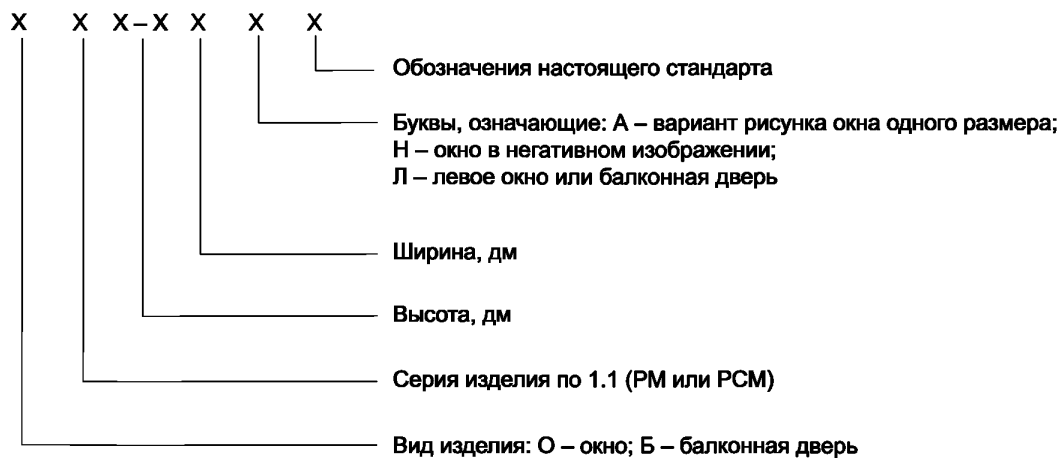 X X X – X X X X
Обозначения настоящего стандарта
Буквы, означающие: А – вариант рисунка окна одного размера;
Н – окно в негативном изображении;
Л – левое окно или балконная дверь
Ширина, дм
Высота, дм
Серия изделия по 1.1 (РМ или РСМ)
Вид изделия: О – окно; Б – балконная дверь